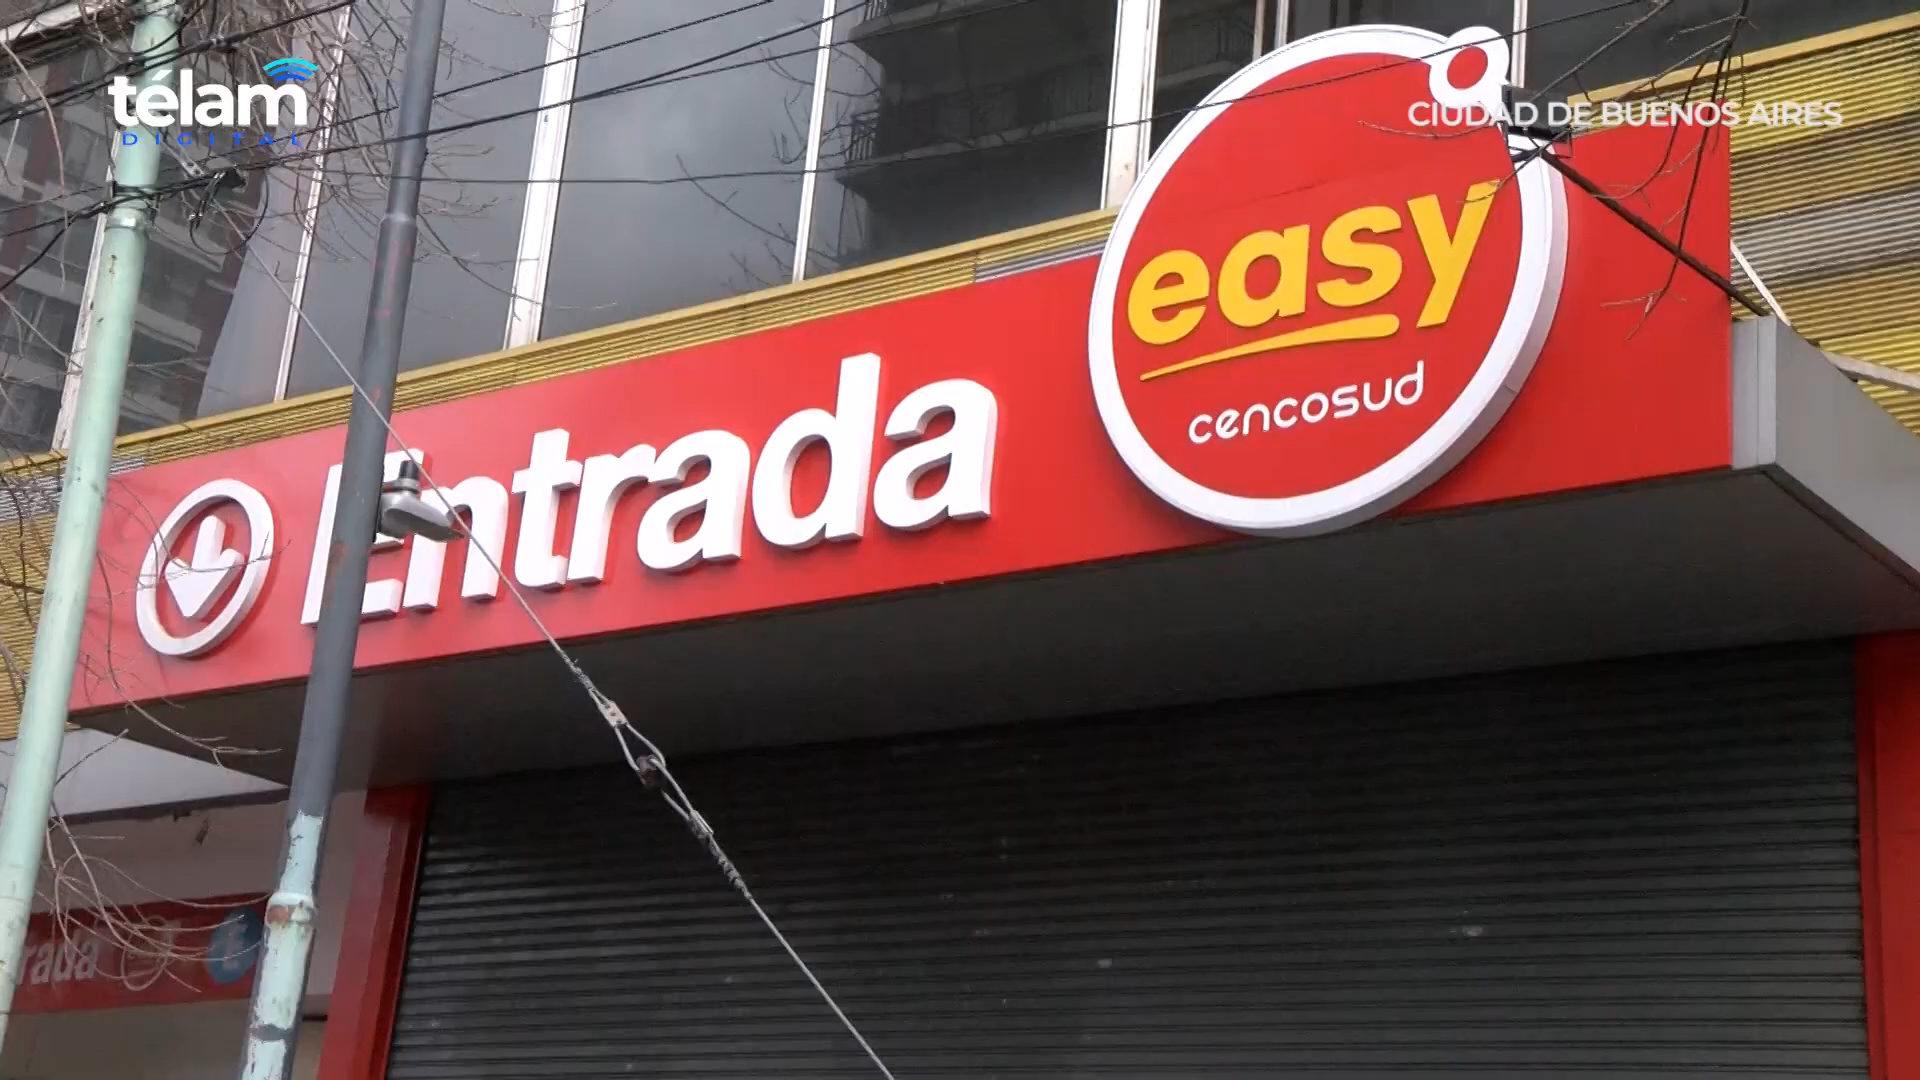 télam
DIGITAL
CIUDAD DE BUENOS AIRES
easy
cencosud
Entrada
rada